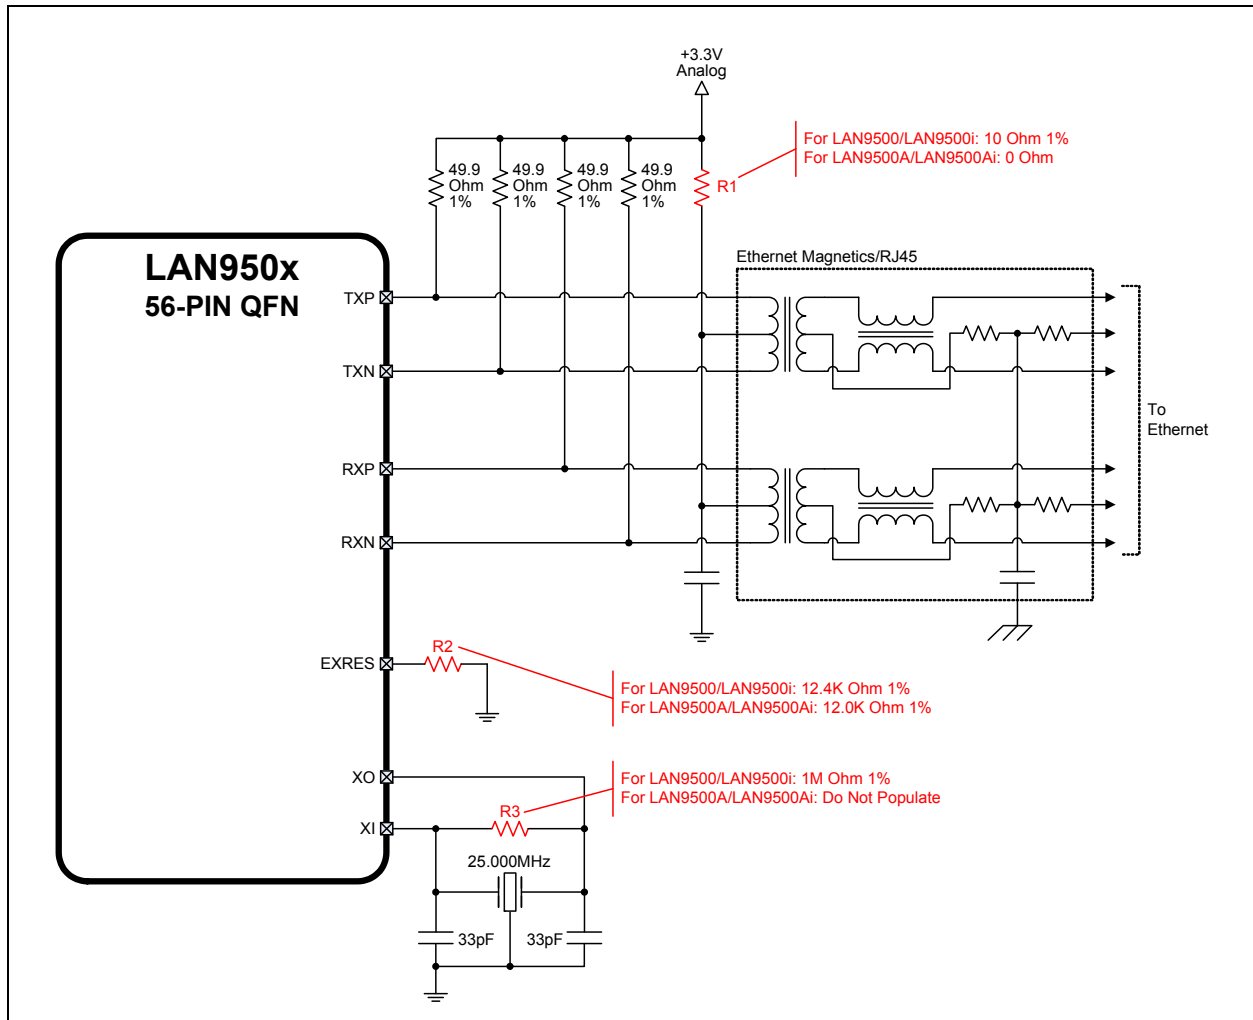 +3.3V
Analog
For LAN9500/LAN9500i: 10 Ohm 1%
For LAN9500A/LAN9500Ai: 0 Ohm
49.9
Ohm
1%
49.9
Ohm
1%
49.9
Ohm
1%
49.9
Ohm
1%
R1
LAN950x
56-PIN QFN
Ethernet Magnetics/RJ45
TXP
TXN
To
Ethernet
RXP
RXN
R2
EXRES
For LAN9500/LAN9500i: 12.4K Ohm 1%
For LAN9500A/LAN9500Ai: 12.0K Ohm 1%
XO
For LAN9500/LAN9500i: 1M Ohm 1%
For LAN9500A/LAN9500Ai: Do Not Populate
R3
XI
25.000MHz
33pF
33pF